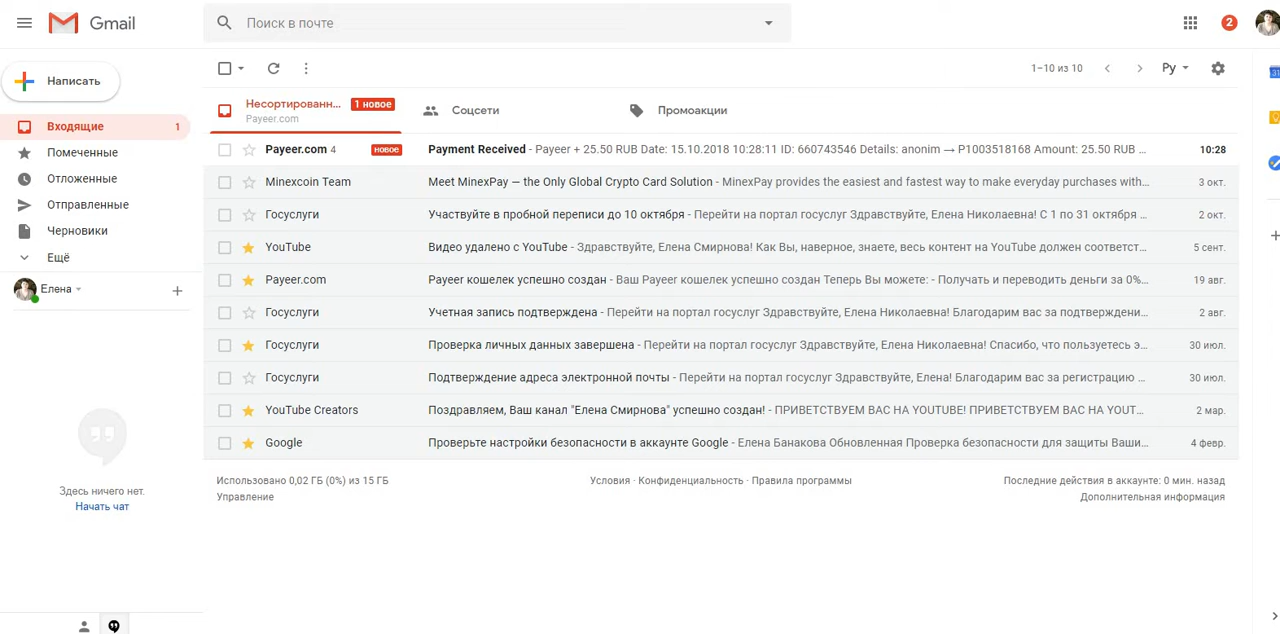 Gmail
Поиск в почте
2
Написать
1–10 из 10
Ру
31
Несортированн... 1 новое
Payeer.com
Соцсети
Промоакции
Входящие 1
Помеченные
Отложенные
Отправленные
Черновики
Ещё
Елена
Payeer.com 4 новое Payment Received - Payeer + 25.50 RUB Date: 15.10.2018 10:28:11 ID: 660743546 Details: anonim → P1003518168 Amount: 25.50 RUB ... 10:28
Minexcoin Team Meet MinexPay — the Only Global Crypto Card Solution - MinexPay provides the easiest and fastest way to make everyday purchases with... 3 окт.
Госуслуги Участвуйте в пробной переписи до 10 октября - Перейти на портал госуслуг Здравствуйте, Елена Николаевна! С 1 по 31 октября ... 2 окт.
YouTube Видео удалено с YouTube - Здравствуйте, Елена Смирнова! Как Вы, наверное, знаете, весь контент на YouTube должен соответст... 5 сент.
Payeer.com Payeer кошелек успешно создан - Ваш Payeer кошелек успешно создан Теперь Вы можете: - Получать и переводить деньги за 0%... 19 авг.
Госуслуги Учетная запись подтверждена - Перейти на портал госуслуг Здравствуйте, Елена Николаевна! Благодарим вас за подтверждени... 2 авг.
Госуслуги Проверка личных данных завершена - Перейти на портал госуслуг Здравствуйте, Елена Николаевна! Спасибо, что пользуетесь э... 30 июл.
Госуслуги Подтверждение адреса электронной почты - Перейти на портал госуслуг Здравствуйте, Елена! Благодарим вас за регистрацию ... 30 июл.
YouTube Creators Поздравляем, Ваш канал "Елена Смирнова" успешно создан! - ПРИВЕТСТВУЕМ ВАС НА YOUTUBE! ПРИВЕТСТВУЕМ ВАС НА YOUT... 2 мар.
Google Проверьте настройки безопасности в аккаунте Google - Елена Банакова Обновленная Проверка безопасности для защиты Ваши... 4 февр.
Использовано 0,02 ГБ (0%) из 15 ГБ
Управление
Условия · Конфиденциальность · Правила программы
Последние действия в аккаунте: 0 мин. назад
Дополнительная информация
Здесь ничего нет.
Начать чат